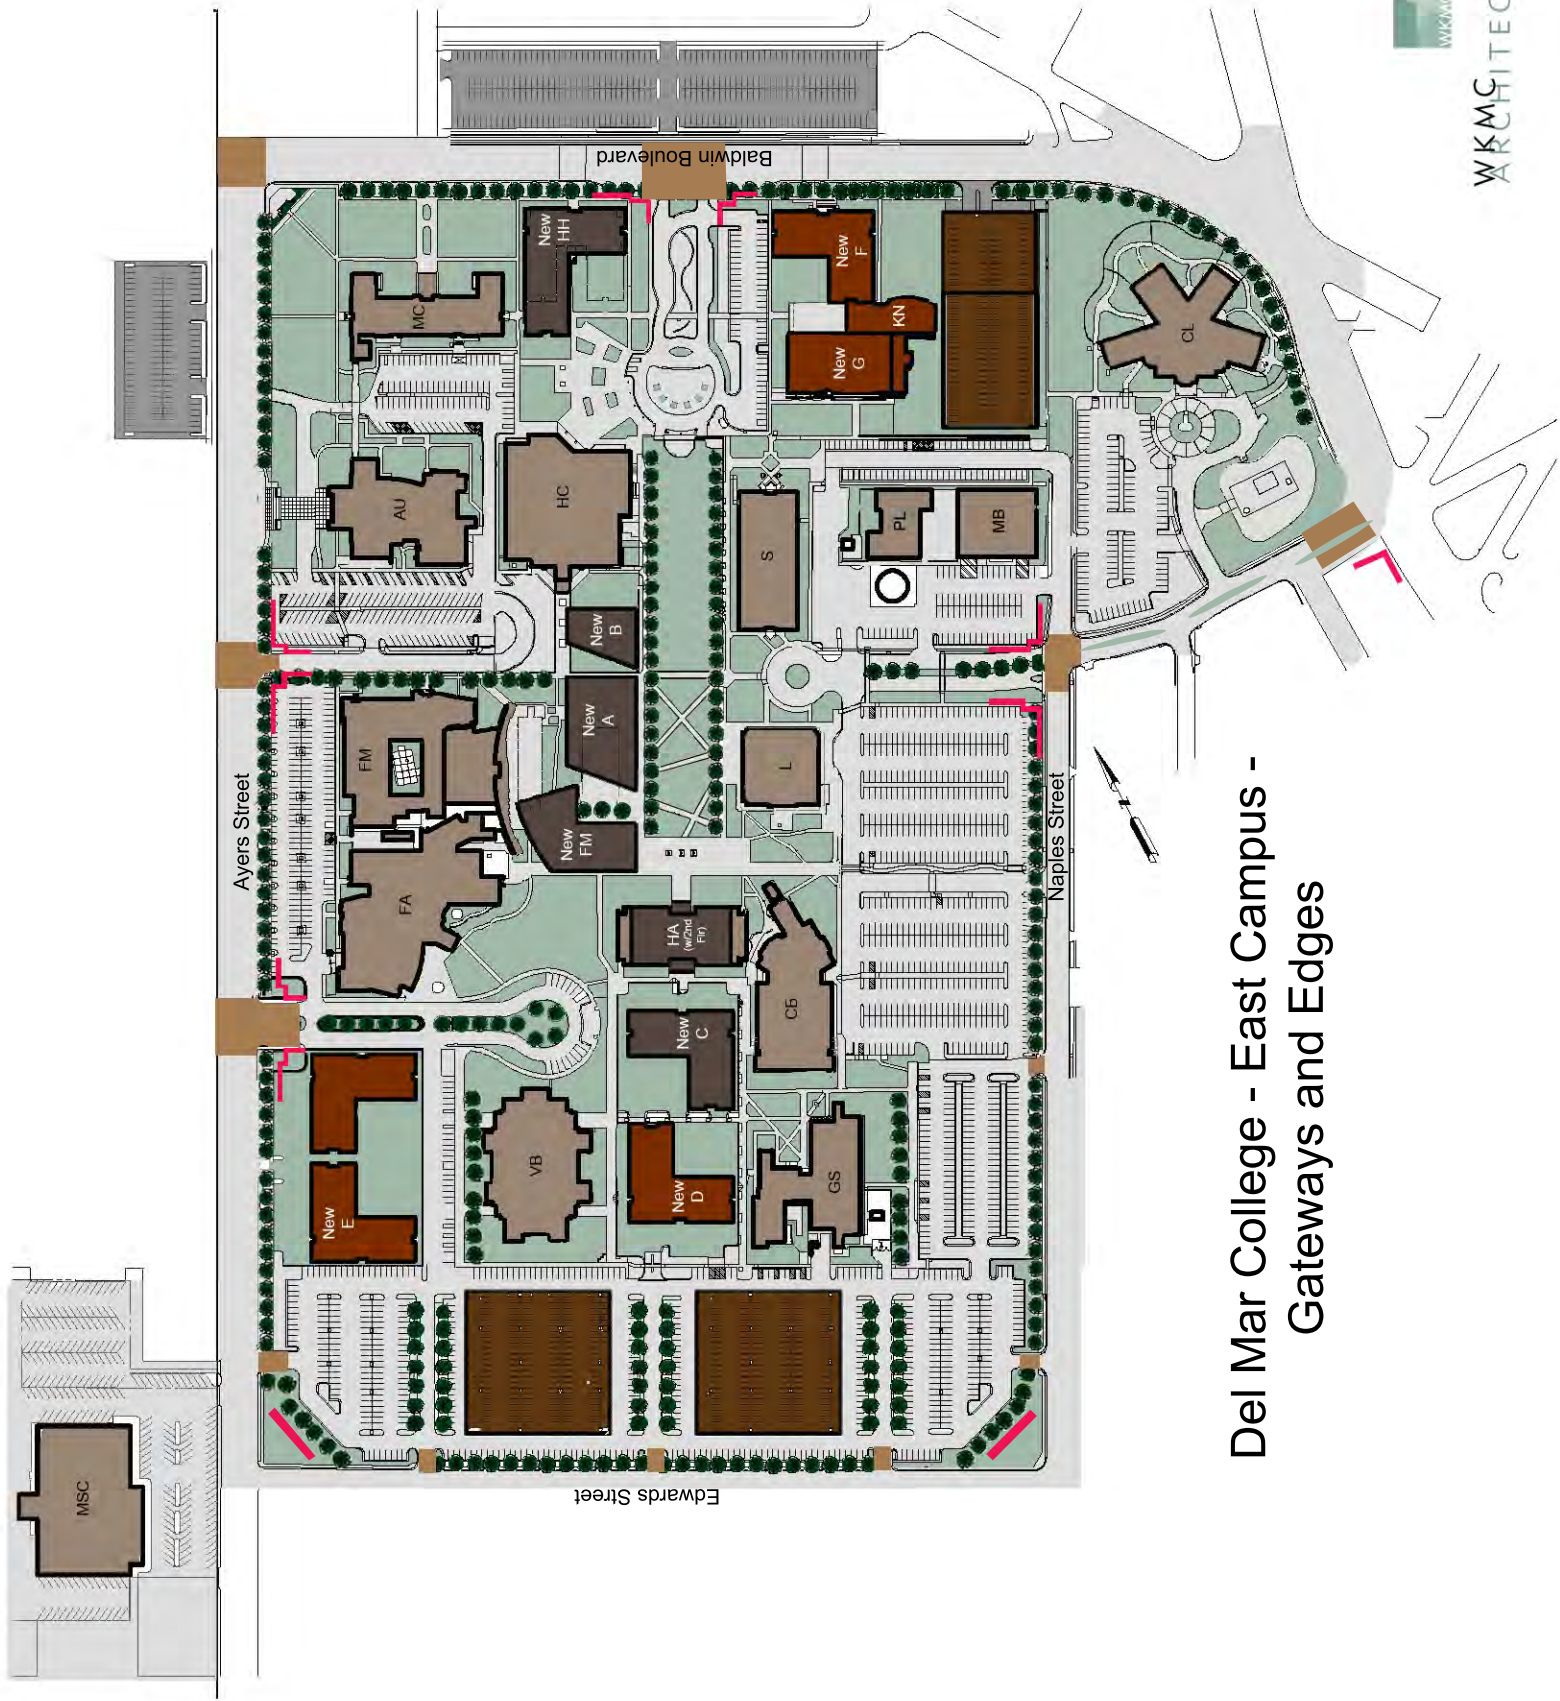 Del Mar College - East Campus -
Gateways and Edges
WKMC
WKMC
Ayers Street
Baldwin Boulevard
Naples Street
Edwards Street
MSC
MC
New
HH
New
F
KN
New
G
CL
AU
HC
S
PL
MB
New
B
New
A
FM
New
FM
L
FA
HA
(w/2nd
Flr)
New
C
VB
New
D
GS
New
E